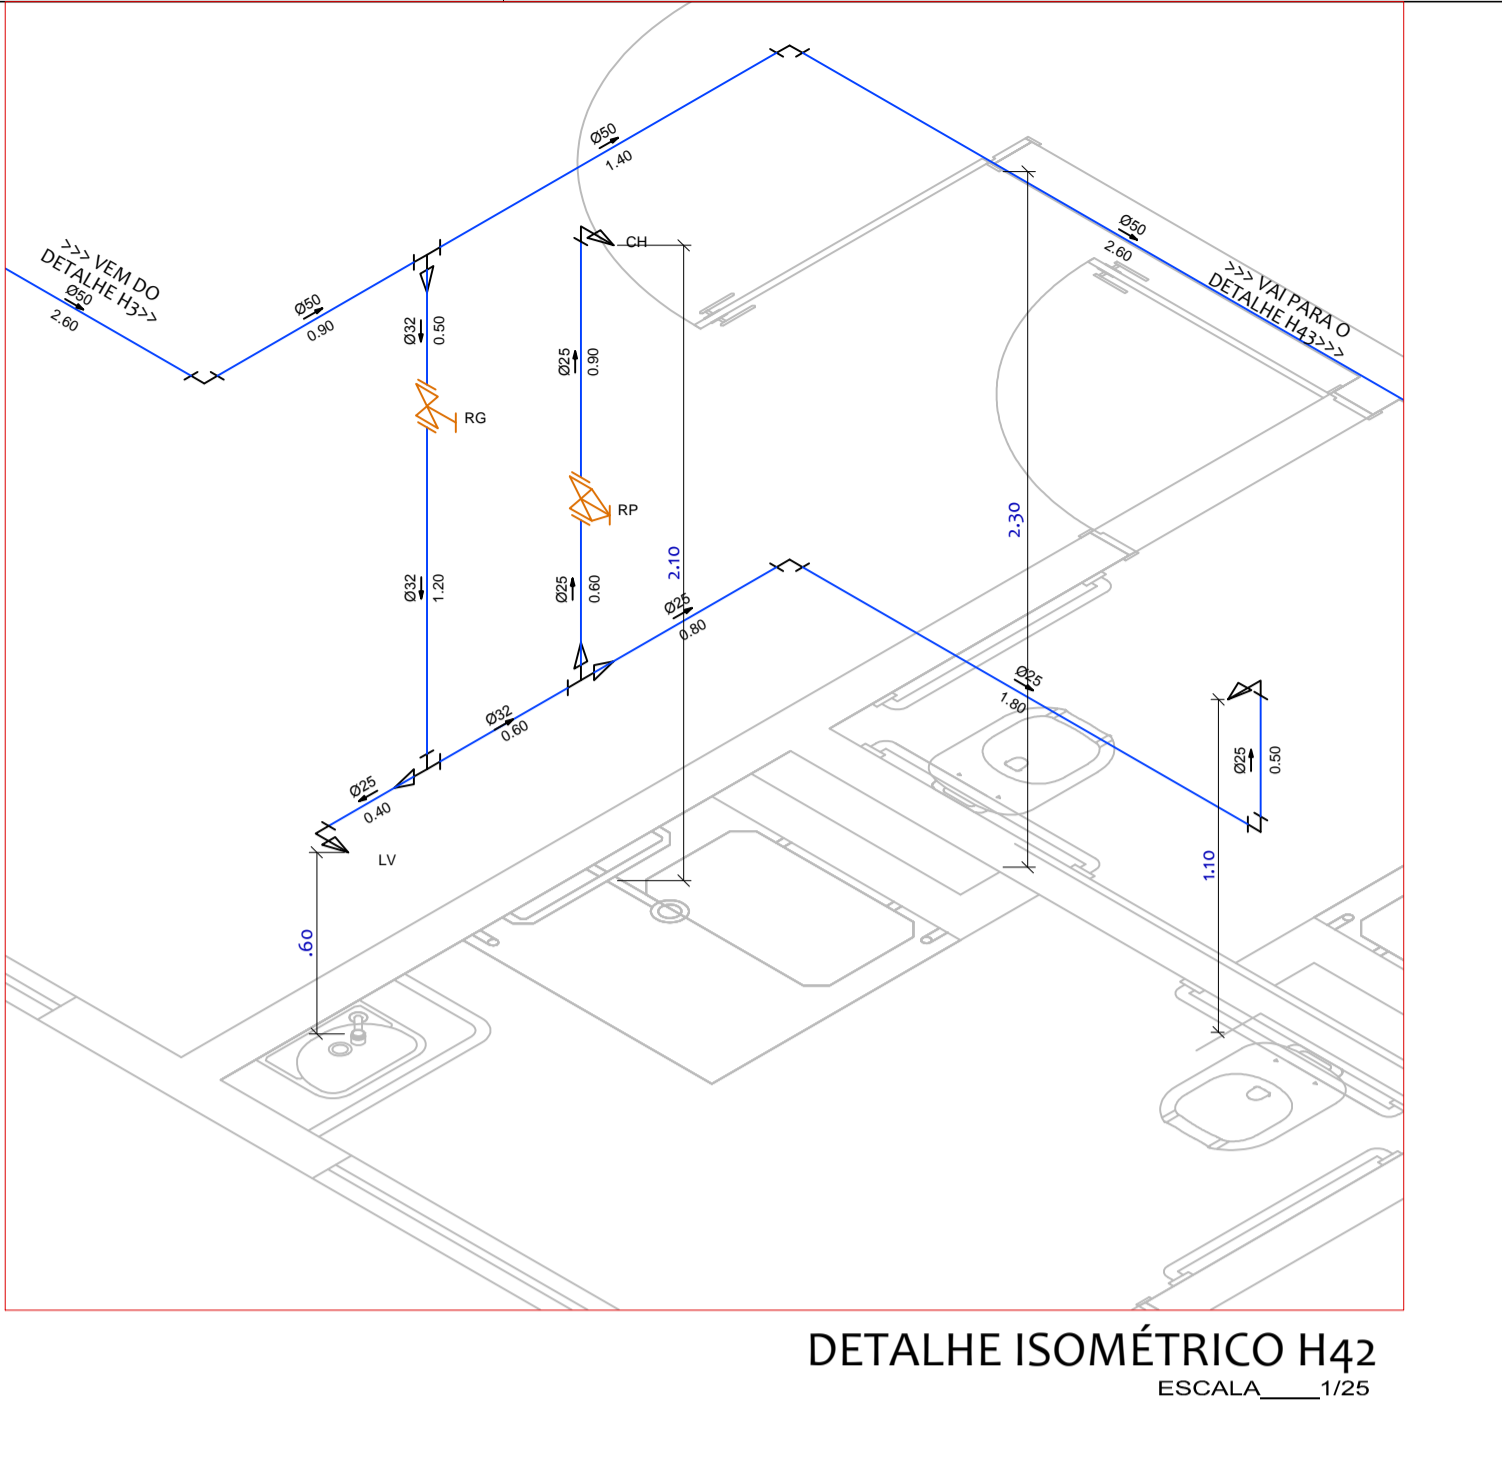 Ø50
1.40
CH
Ø50
2.60
>>> VAI PARA O
DETALHE H43>>>
>>> VEM DO
DETALHE H3>>
Ø50
2.60
Ø50
0.90
Ø32
0.50
Ø25
0.90
RG
RP
2.10
2.30
Ø32
1.20
Ø25
0.60
Ø25
0.80
Ø25
1.80
Ø32
0.60
Ø25
0.40
LV
Ø25
0.50
1.10
.60
DETALHE ISOMÉTRICO H42
ESCALA_____1/25